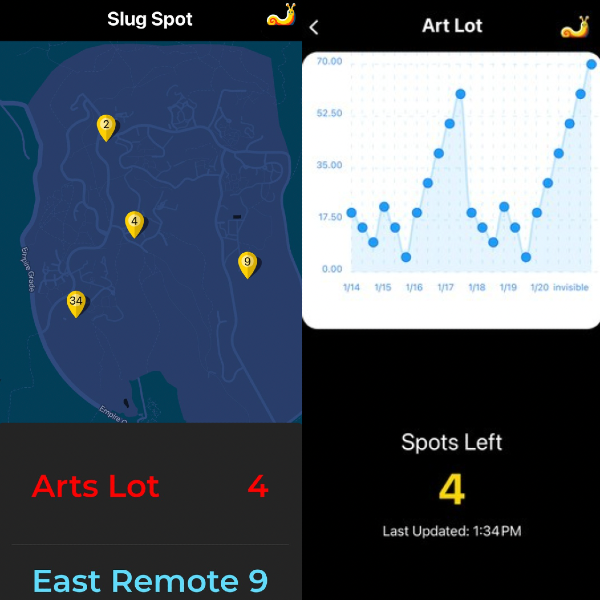 Slug Spot
2
4
9
34
Empire Grade
Empire G
Arts Lot 4
East Remote 9
Art Lot
70.00
52.50
35.00
17.50
0.00
1/14 1/15 1/16 1/17 1/18 1/19 1/20 invisible
Spots Left
4
Last Updated: 1:34PM